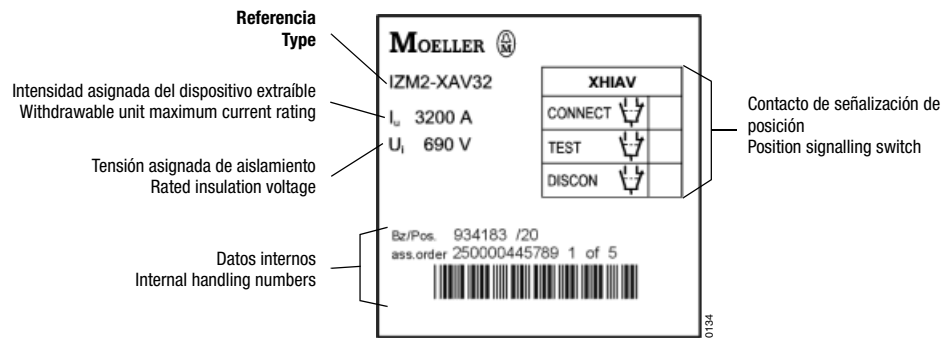 Referencia
Type
Intensidad asignada del dispositivo extraíble
Withdrawable unit maximum current rating
Tensión asignada de aislamiento
Rated insulation voltage
Datos internos
Internal handling numbers
MOELLER M
IZM2-XAV32
Iu 3200 A
Ui 690 V
XHIAV
CONNECT
TEST
DISCON
Bz/Pos. 934183 /20
ass.order 250000445789 1 of 5
Contacto de señalización de
posición
Position signalling switch
0134